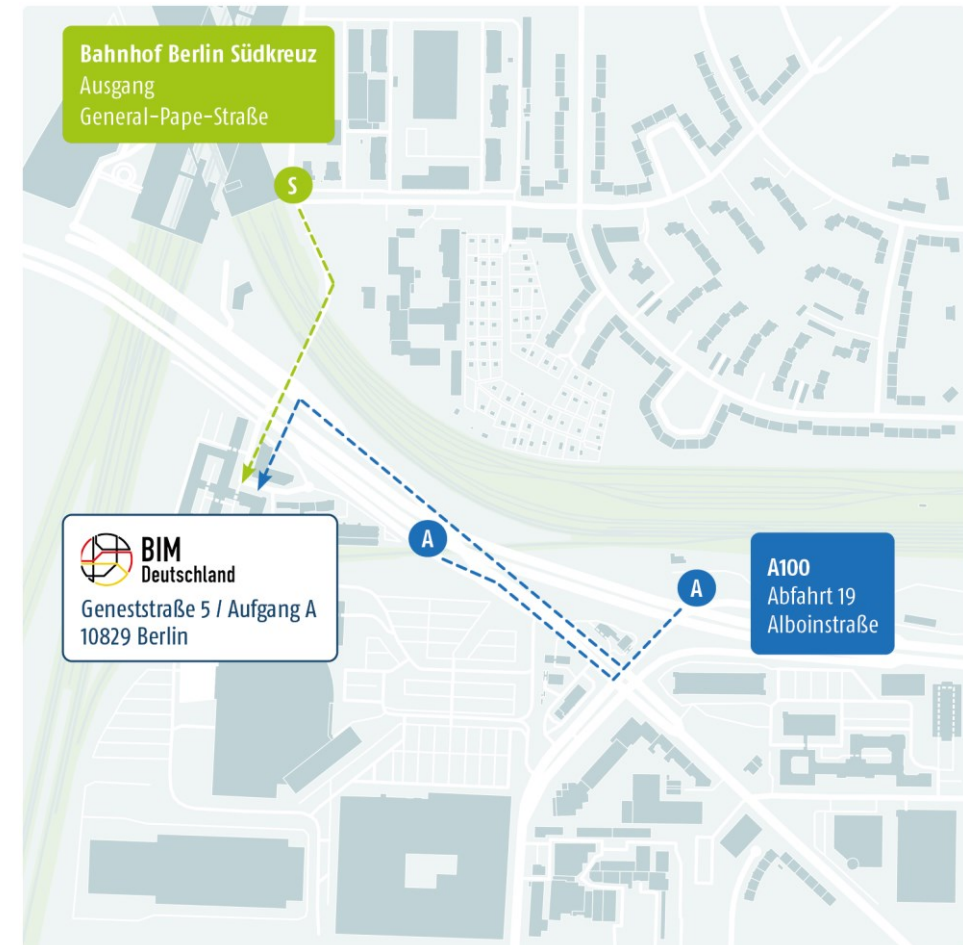 Bahnhof Berlin Südkreuz
Ausgang
General-Pape-Straße
S
BIM
Deutschland
Geneststraße 5 / Aufgang A
10829 Berlin
A
A
A100
Abfahrt 19
Alboinstraße